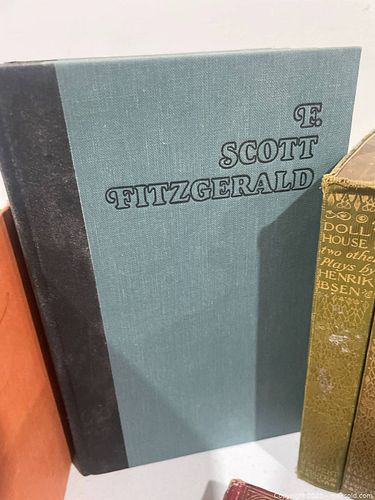 F.
SCOTT
FITZGERALD
DOLL
HOUSE
two other
Plays by
HENRIK
IBSEN